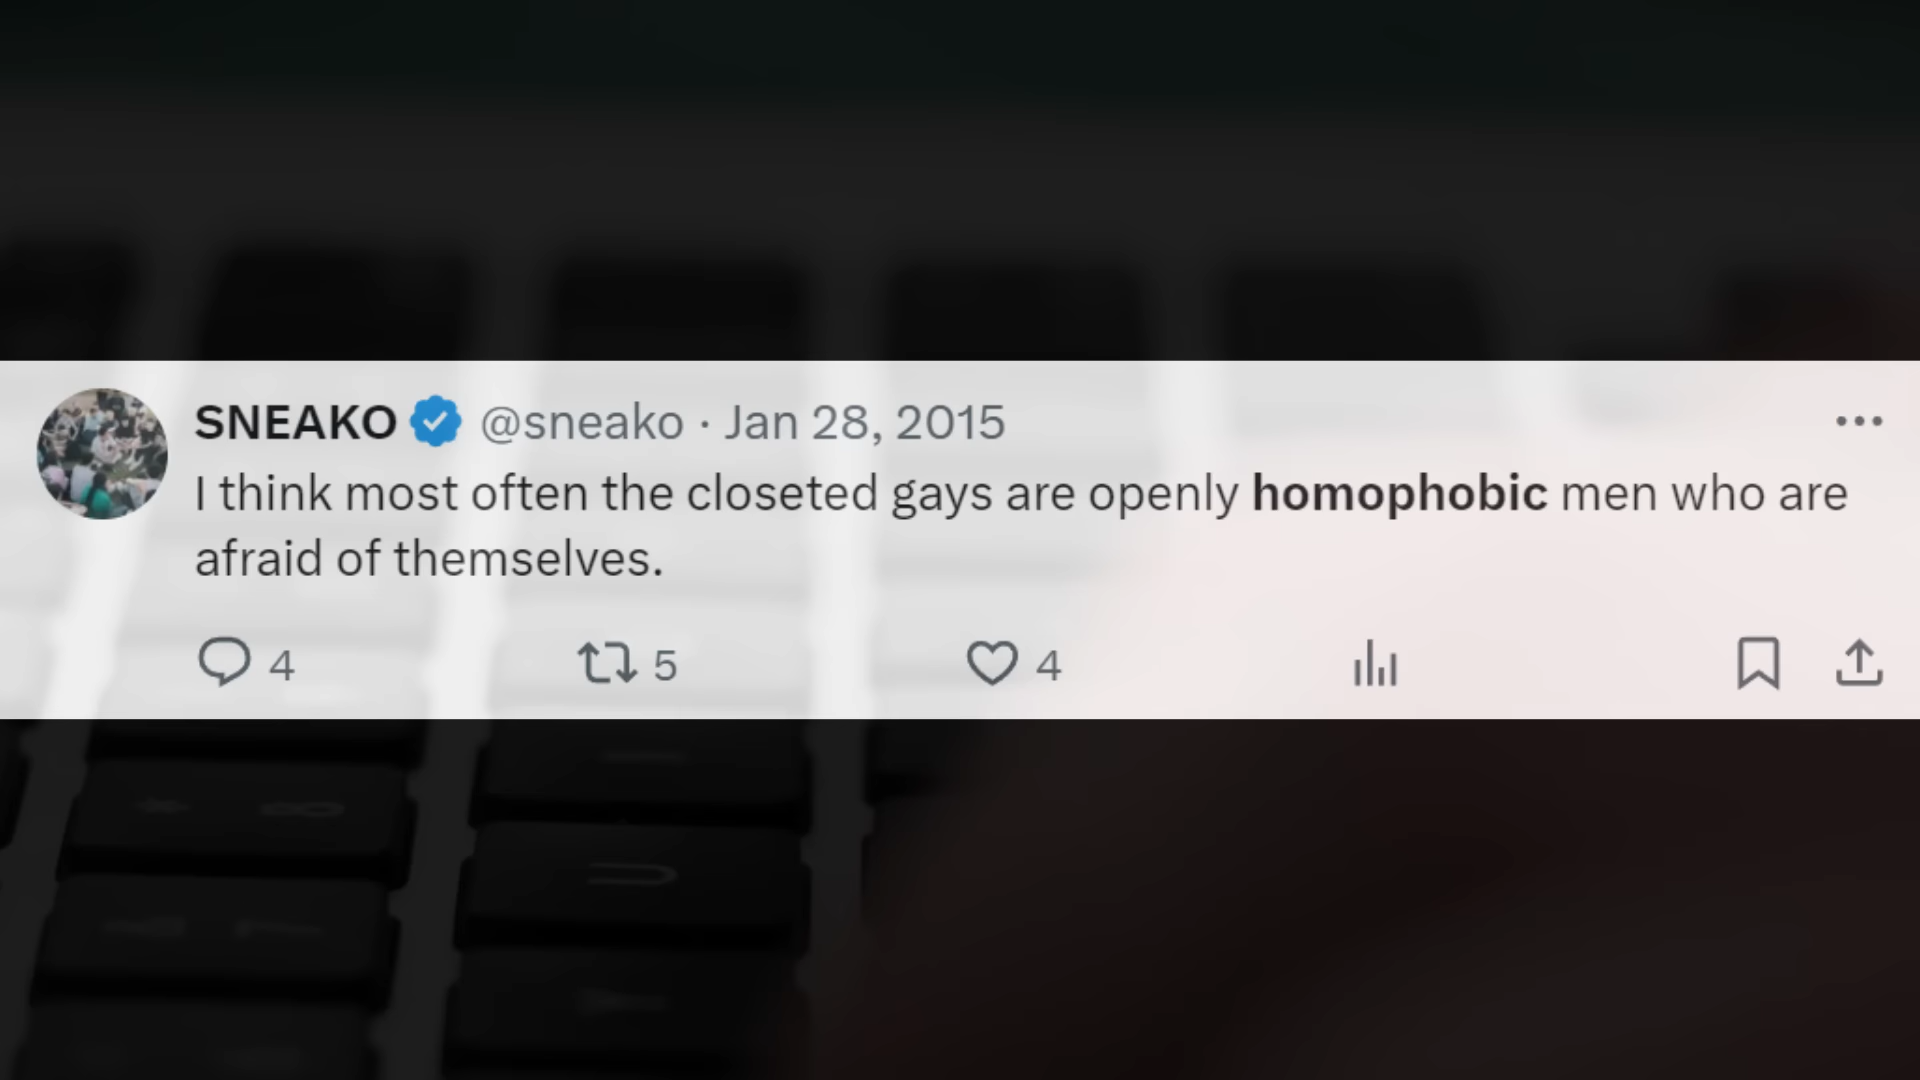 SNEAKO @sneako · Jan 28, 2015
I think most often the closeted gays are openly homophobic men who are
afraid of themselves.
4 5 4